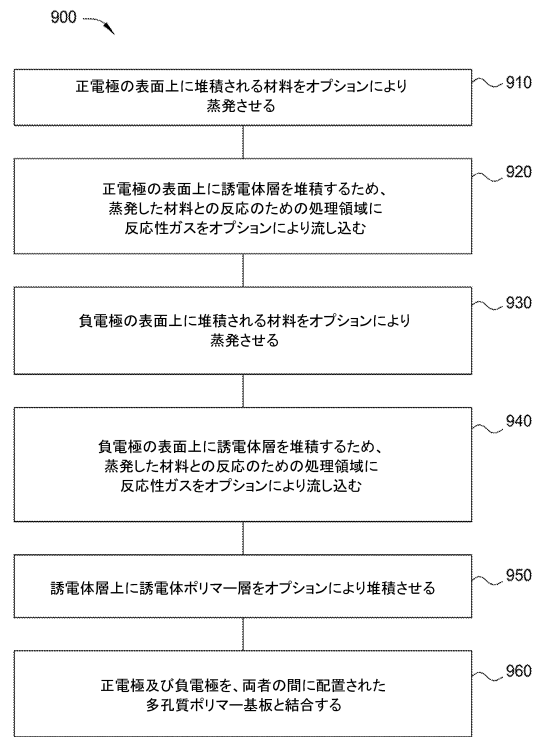 900
正電極の表面上に堆積される材料をオプションにより
蒸発させる
910
正電極の表面上に誘電体層を堆積するため、
蒸発した材料との反応のための処理領域に
反応性ガスをオプションにより流し込む
920
負電極の表面上に堆積される材料をオプションにより
蒸発させる
930
負電極の表面上に誘電体層を堆積するため、
蒸発した材料との反応のための処理領域に
反応性ガスをオプションにより流し込む
940
誘電体層上に誘電体ポリマー層をオプションにより堆積させる
950
正電極及び負電極を、両者の間に配置された
多孔質ポリマー基板と結合する
960